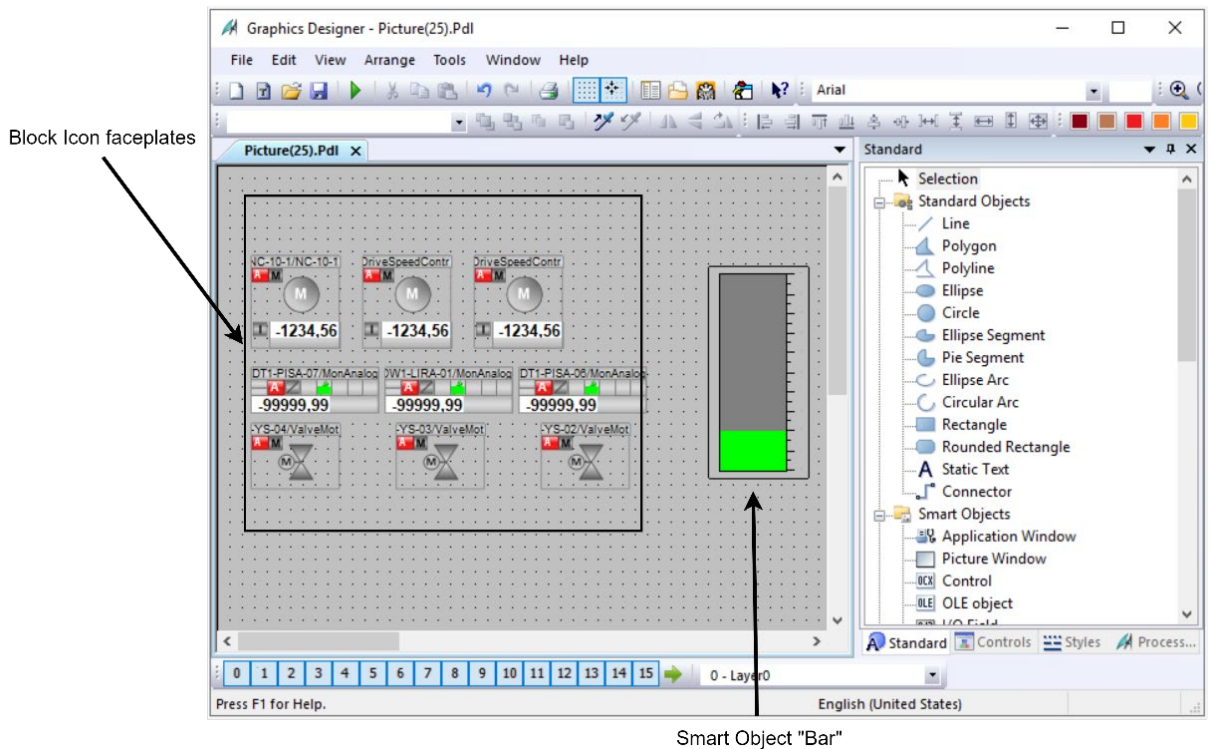 Graphics Designer - Picture(25).Pdl
File Edit View Arrange Tools Window Help
Arial
Block Icon faceplates
Picture(25).Pdl
Standard
Selection
Standard Objects
Line
Polygon
Polyline
Ellipse
Circle
Ellipse Segment
Pie Segment
Ellipse Arc
Circular Arc
Rectangle
Rounded Rectangle
A Static Text
Connector
Smart Objects
Application Window
Picture Window
OCX Control
OLE OLE object
I/O Field
NC-10-1/NC-10-1 DriveSpeedContr DriveSpeedContr
A M A M A M
M M M
I -1234,56 I -1234,56 I -1234,56
DT1-PISA-07/MonAnalog 0W1-LIRA-01/MonAnalog DT1-PISA-06/MonAnalog
A A A
-99999,99 -99999,99 -99999,99
-YS-04/ValveMot -YS-03/ValveMot -YS-02/ValveMot
A M A M A M
M M M
Standard Controls Styles Process...
0 1 2 3 4 5 6 7 8 9 10 11 12 13 14 15 0 - Layer0
Press F1 for Help. English (United States)
Smart Object "Bar"